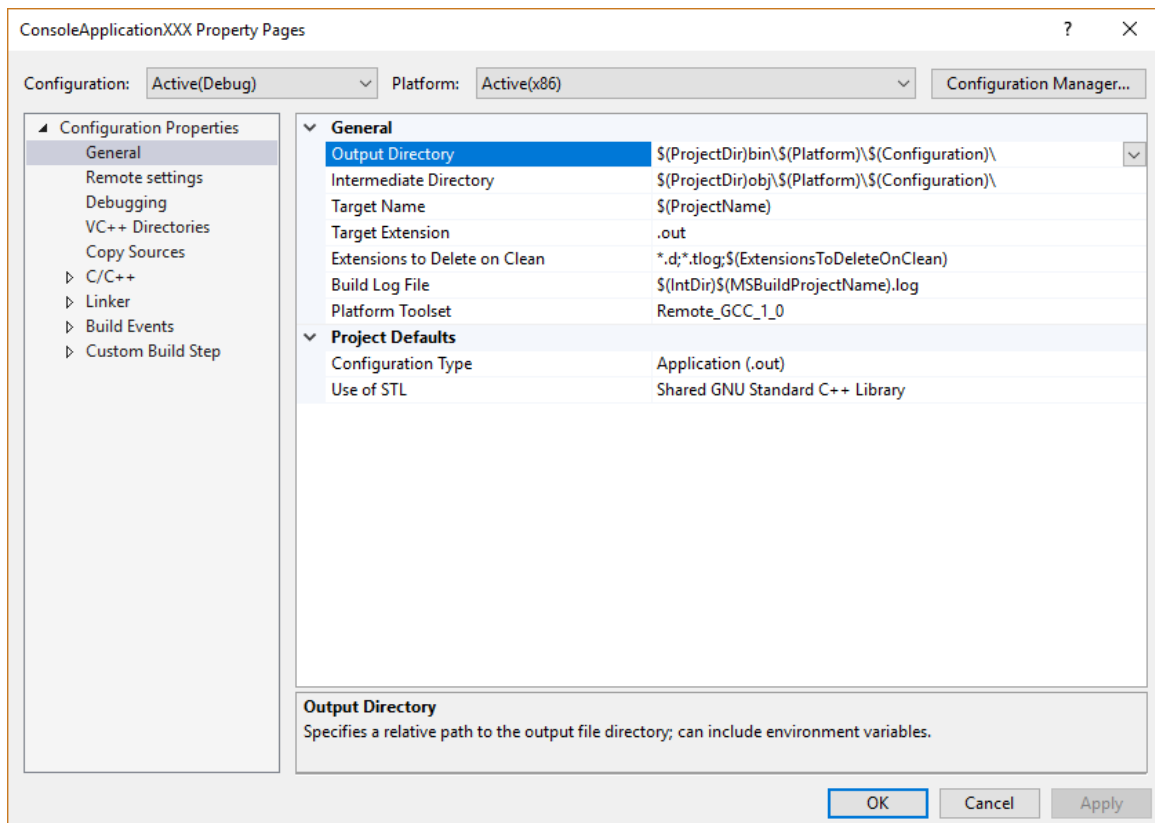 ConsoleApplicationXXX Property Pages
?
Configuration: Active(Debug) Platform: Active(x86) Configuration Manager...
Configuration Properties
General
Remote settings
Debugging
VC++ Directories
Copy Sources
C/C++
Linker
Build Events
Custom Build Step
General
Output Directory $(ProjectDir)bin\$(Platform)\$(Configuration)\
Intermediate Directory $(ProjectDir)obj\$(Platform)\$(Configuration)\
Target Name $(ProjectName)
Target Extension .out
Extensions to Delete on Clean *.d;*.tlog;$(ExtensionsToDeleteOnClean)
Build Log File $(IntDir)$(MSBuildProjectName).log
Platform Toolset Remote_GCC_1_0
Project Defaults
Configuration Type Application (.out)
Use of STL Shared GNU Standard C++ Library
Output Directory
Specifies a relative path to the output file directory; can include environment variables.
OK Cancel Apply